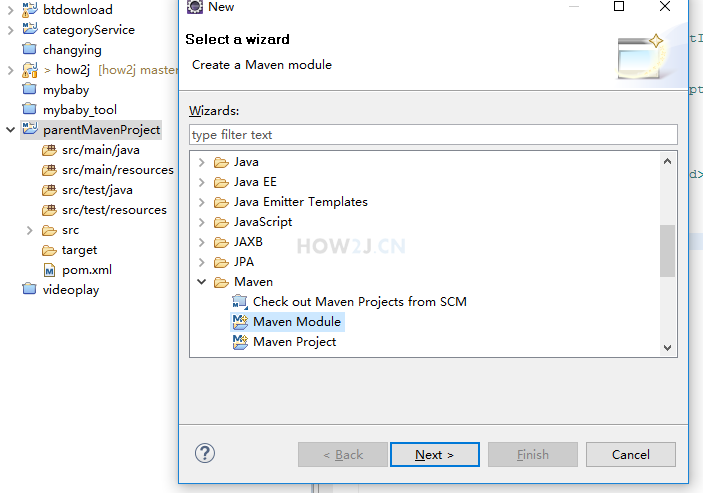 btdownload
categoryService
changying
> how2j [how2j master
mybaby
mybaby_tool
parentMavenProject
src/main/java
src/main/resources
src/test/java
src/test/resources
src
target
pom.xml
videoplay
New
Select a wizard
Create a Maven module
Wizards:
type filter text
Java
Java EE
Java Emitter Templates
JavaScript
JAXB
JPA
Maven
Check out Maven Projects from SCM
Maven Module
Maven Project
HOW2J.CN
< Back
Next >
Finish
Cancel